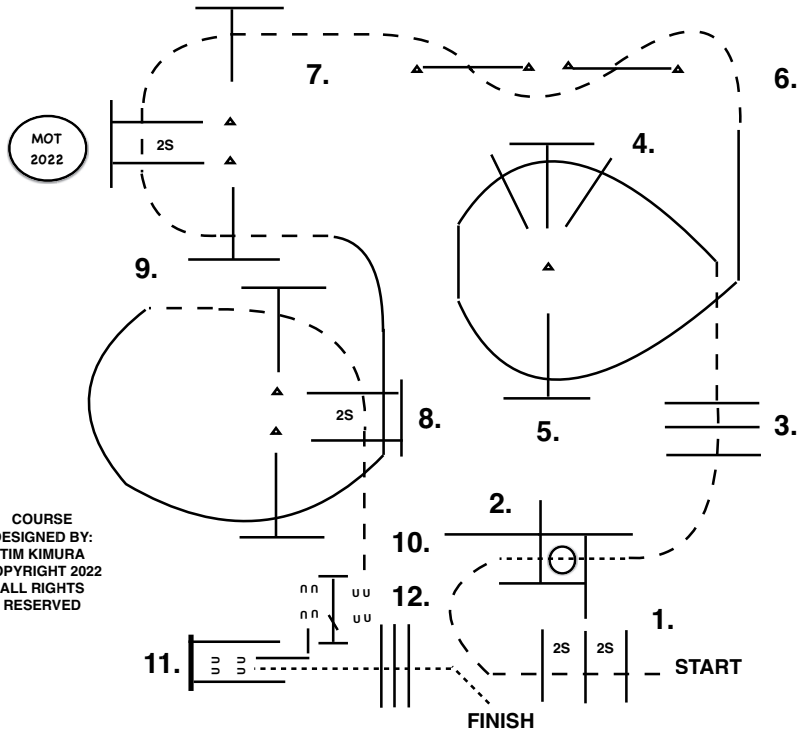 7.
6.
MOT
2022
2S
4.
9.
2S
8.
5.
3.
2.
COURSE
DESIGNED BY:
TIM KIMURA
COPYRIGHT 2022
ALL RIGHTS
RESERVED
10.
12.
1.
11.
2S
2S
START
FINISH